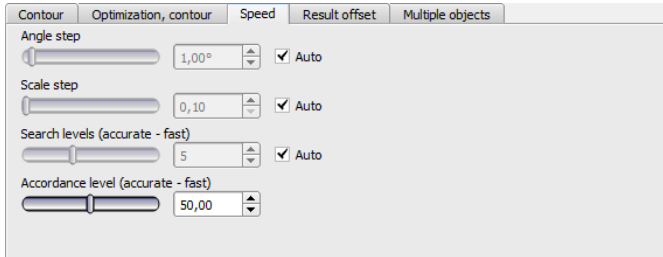 Contour Optimization, contour Speed Result offset Multiple objects
Angle step
1,00° Auto
Scale step
0,10 Auto
Search levels (accurate - fast)
5 Auto
Accordance level (accurate - fast)
50,00